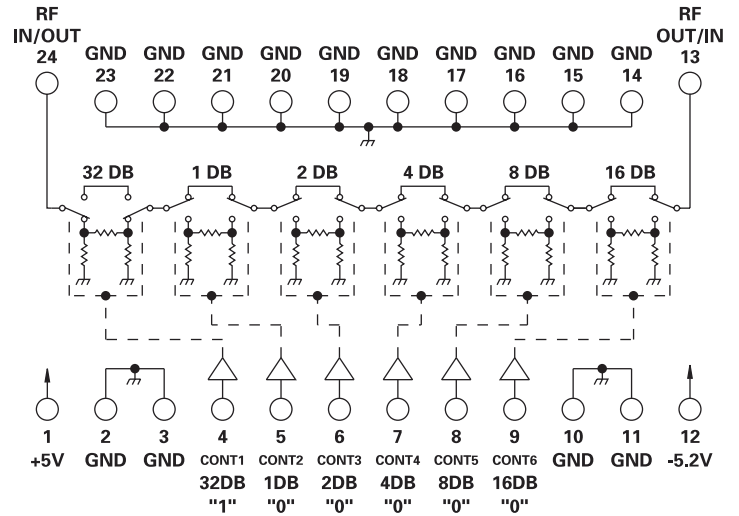 RF
IN/OUT
24
RF
OUT/IN
13
GND GND GND GND GND GND GND GND GND GND
23 22 21 20 19 18 17 16 15 14
32 DB 1 DB 2 DB 4 DB 8 DB 16 DB
1 2 3 4 5 6 7 8 9 10 11 12
+5V GND GND CONT1 CONT2 CONT3 CONT4 CONT5 CONT6 GND GND -5.2V
32DB 1DB 2DB 4DB 8DB 16DB
"1" "0" "0" "0" "0" "0"